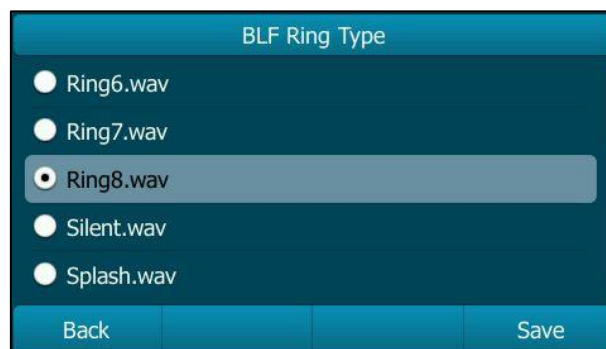 BLF Ring Type
Ring6.wav
Ring7.wav
Ring8.wav
Silent.wav
Splash.wav
Back Save